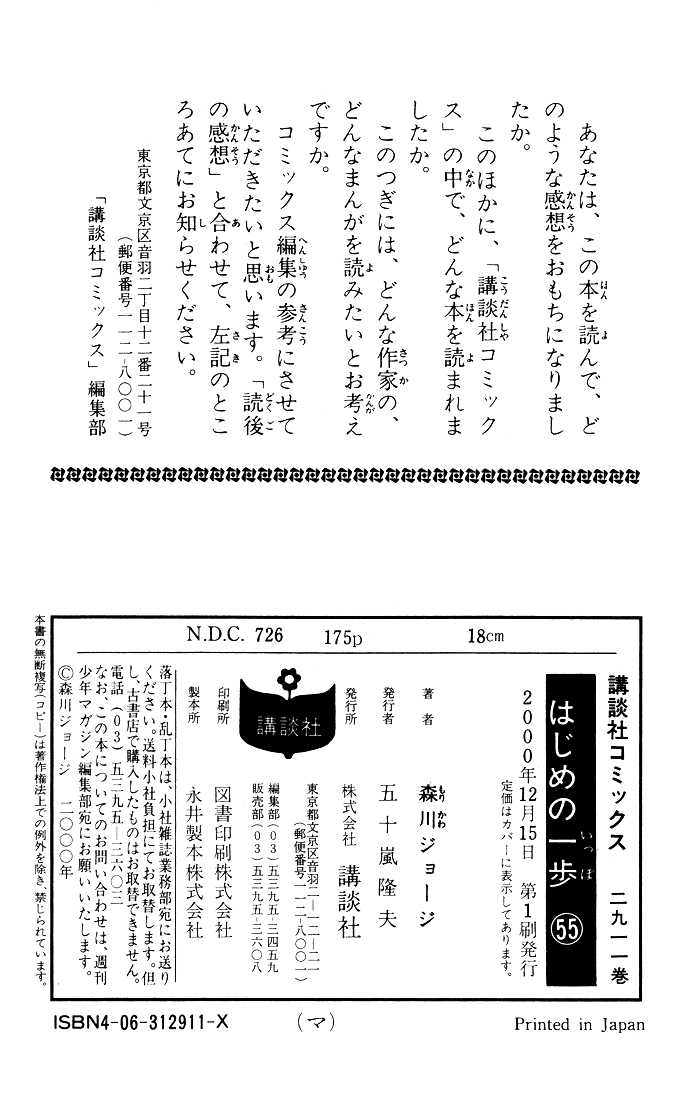 あなたは、この本を読んで、ど
のような感想をおもちになりまし
たか。
このほかに、「講談社コミック
ス」の中で、どんな本を読まれま
したか。
このつぎには、どんな作家の、
どんなまんがを読みたいとお考え
ですか。
コミックス編集の参考にさせて
いただきたいと思います。「読後
の感想」と合わせて、左記のとこ
ろあてにお知らせください。
東京都文京区音羽二丁目十二番二十一号
（郵便番号一一二-八〇〇一）
「講談社コミックス」編集部
N.D.C. 726 175p 18cm
講談社コミックス 二九一一巻
はじめの一歩 いっぽ 55
2000年12月15日 第1刷発行
定価はカバーに表示してあります。
著者 森川ジョージ もりかわ
発行者 五十嵐隆夫
発行所 株式会社 講談社
東京都文京区音羽二-一二-二一
（郵便番号一一二-八〇〇一）
編集部（03）五三九五-三四五九
販売部（03）五三九五-三六〇八
講談社
印刷所 図書印刷株式会社
製本所 永井製本株式会社
落丁本・乱丁本は、小社雑誌業務部宛にお送り
ください。送料小社負担にてお取替します。但
し、古書店で購入したものはお取替できません。
電話（03）五三九五-三六〇三
なお、この本についてのお問い合わせは、週刊
少年マガジン編集部宛にお願いいたします。
©森川ジョージ 二〇〇〇年
本書の無断複写（コピー）は著作権法上での例外を除き、禁じられています。
ISBN4-06-312911-X （マ） Printed in Japan